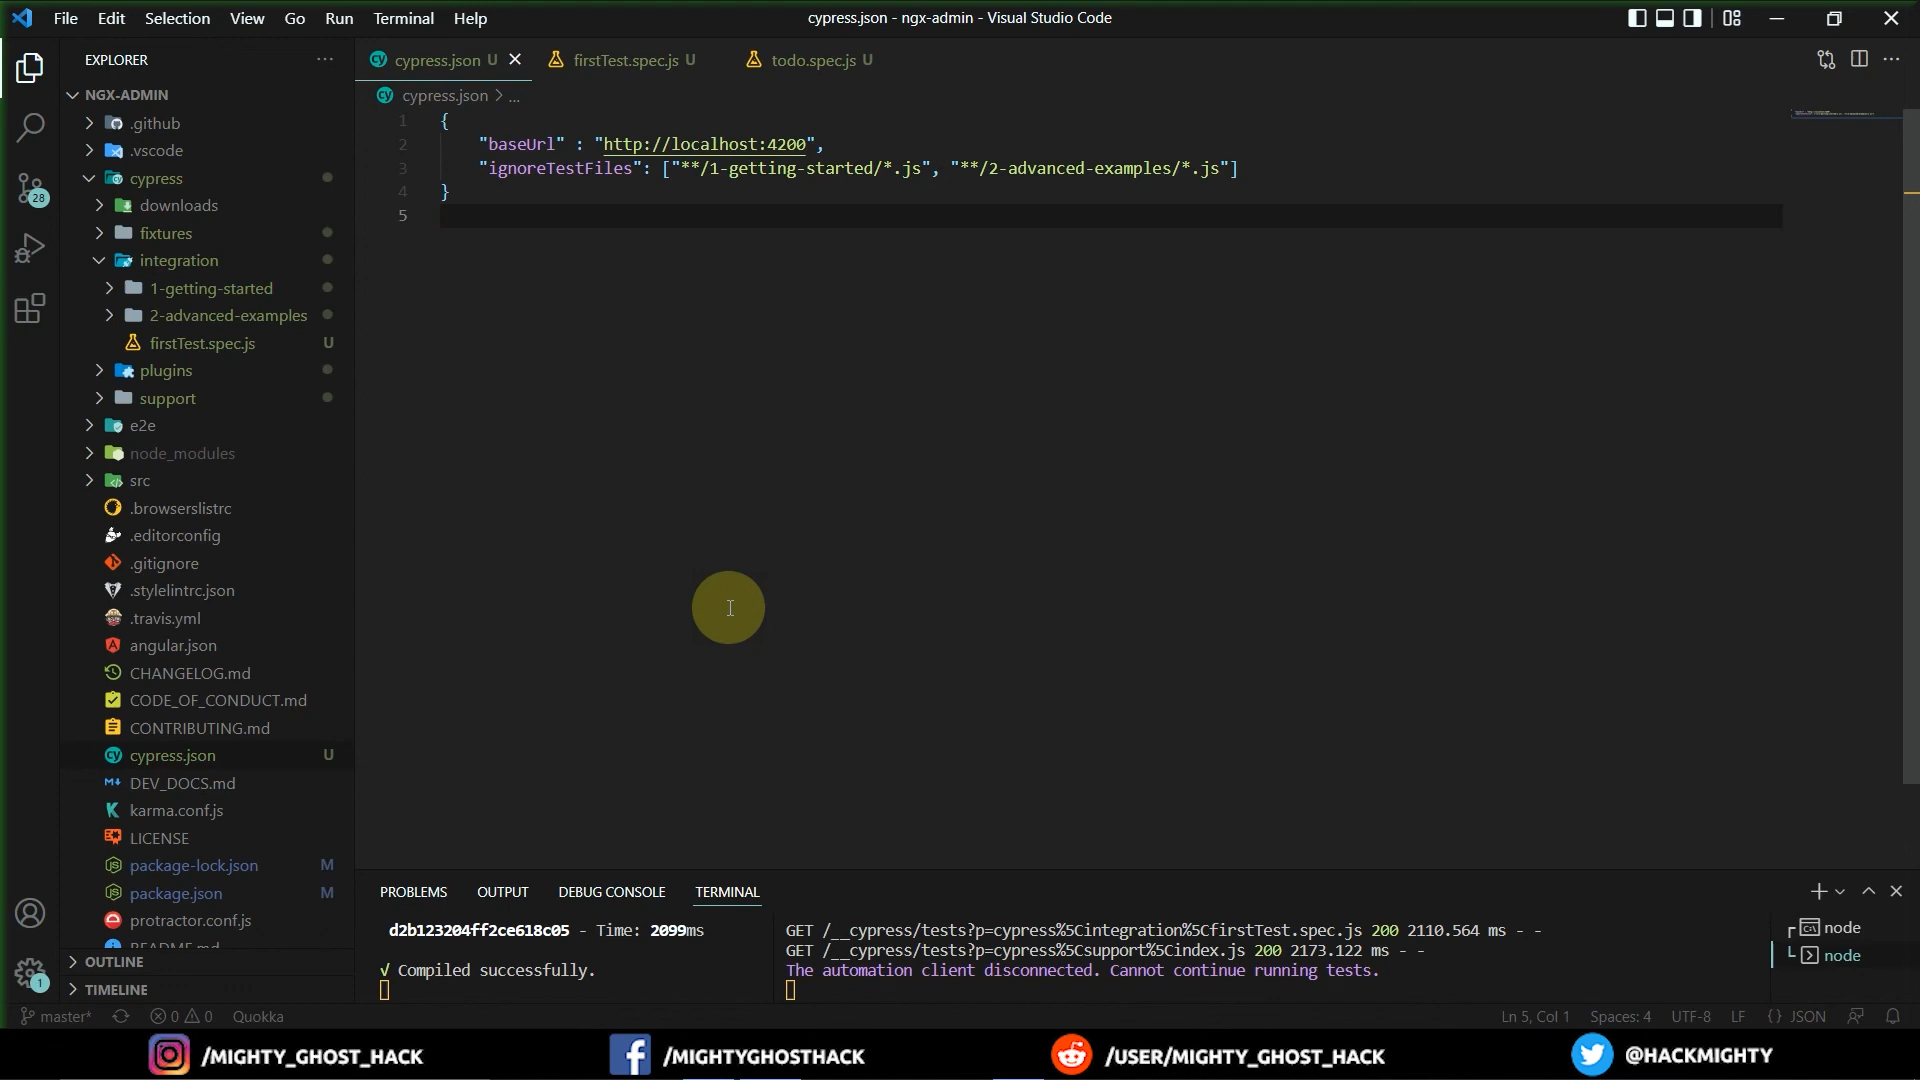 File Edit Selection View Go Run Terminal Help
cypress.json - ngx-admin - Visual Studio Code
EXPLORER
cypress.json U
firstTest.spec.js U
todo.spec.js U
cypress.json > ...
NGX-ADMIN
.github
.vscode
cypress
downloads
fixtures
integration
1-getting-started
2-advanced-examples
firstTest.spec.js U
plugins
support
e2e
node_modules
src
.browserslistrc
.editorconfig
.gitignore
.stylelintrc.json
.travis.yml
angular.json
CHANGELOG.md
CODE_OF_CONDUCT.md
CONTRIBUTING.md
cypress.json U
DEV_DOCS.md
karma.conf.js
LICENSE
package-lock.json M
package.json M
protractor.conf.js
README.md
OUTLINE
TIMELINE
28
1
1 {
2 "baseUrl" : "http://localhost:4200",
3 "ignoreTestFiles": ["**/1-getting-started/*.js", "**/2-advanced-examples/*.js"]
4 }
5
PROBLEMS OUTPUT DEBUG CONSOLE TERMINAL
d2b123204ff2ce618c05 - Time: 2099ms
√ Compiled successfully.
GET /__cypress/tests?p=cypress%5Cintegration%5CfirstTest.spec.js 200 2110.564 ms - -
GET /__cypress/tests?p=cypress%5Csupport%5Cindex.js 200 2173.122 ms - -
The automation client disconnected. Cannot continue running tests.
node
node
master* 0 0 Quokka
Ln 5, Col 1 Spaces: 4 UTF-8 LF {} JSON
/MIGHTY_GHOST_HACK
/MIGHTYGHOSTHACK
/USER/MIGHTY_GHOST_HACK
@HACKMIGHTY